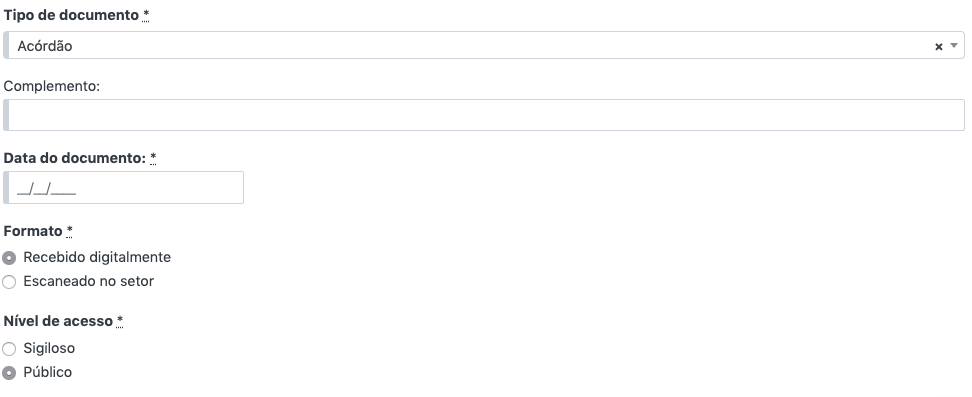 Tipo de documento *
Acórdão × 
Complemento:
Data do documento: *
__/__/____
Formato *
Recebido digitalmente
Escaneado no setor
Nível de acesso *
Sigiloso
Público